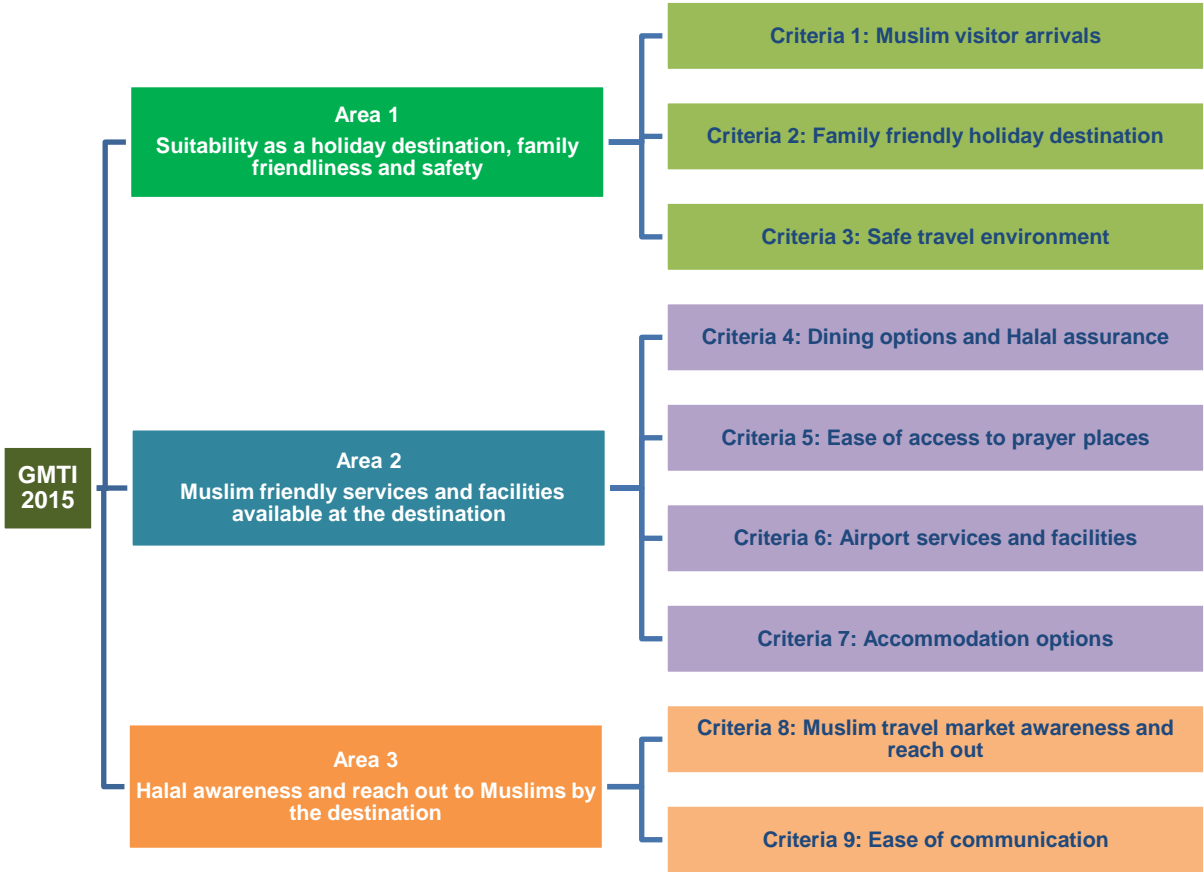 GMTI
2015
Area 1
Suitability as a holiday destination, family
friendliness and safety
Criteria 1: Muslim visitor arrivals
Criteria 2: Family friendly holiday destination
Criteria 3: Safe travel environment
Area 2
Muslim friendly services and facilities
available at the destination
Criteria 4: Dining options and Halal assurance
Criteria 5: Ease of access to prayer places
Criteria 6: Airport services and facilities
Criteria 7: Accommodation options
Area 3
Halal awareness and reach out to Muslims by
the destination
Criteria 8: Muslim travel market awareness and
reach out
Criteria 9: Ease of communication